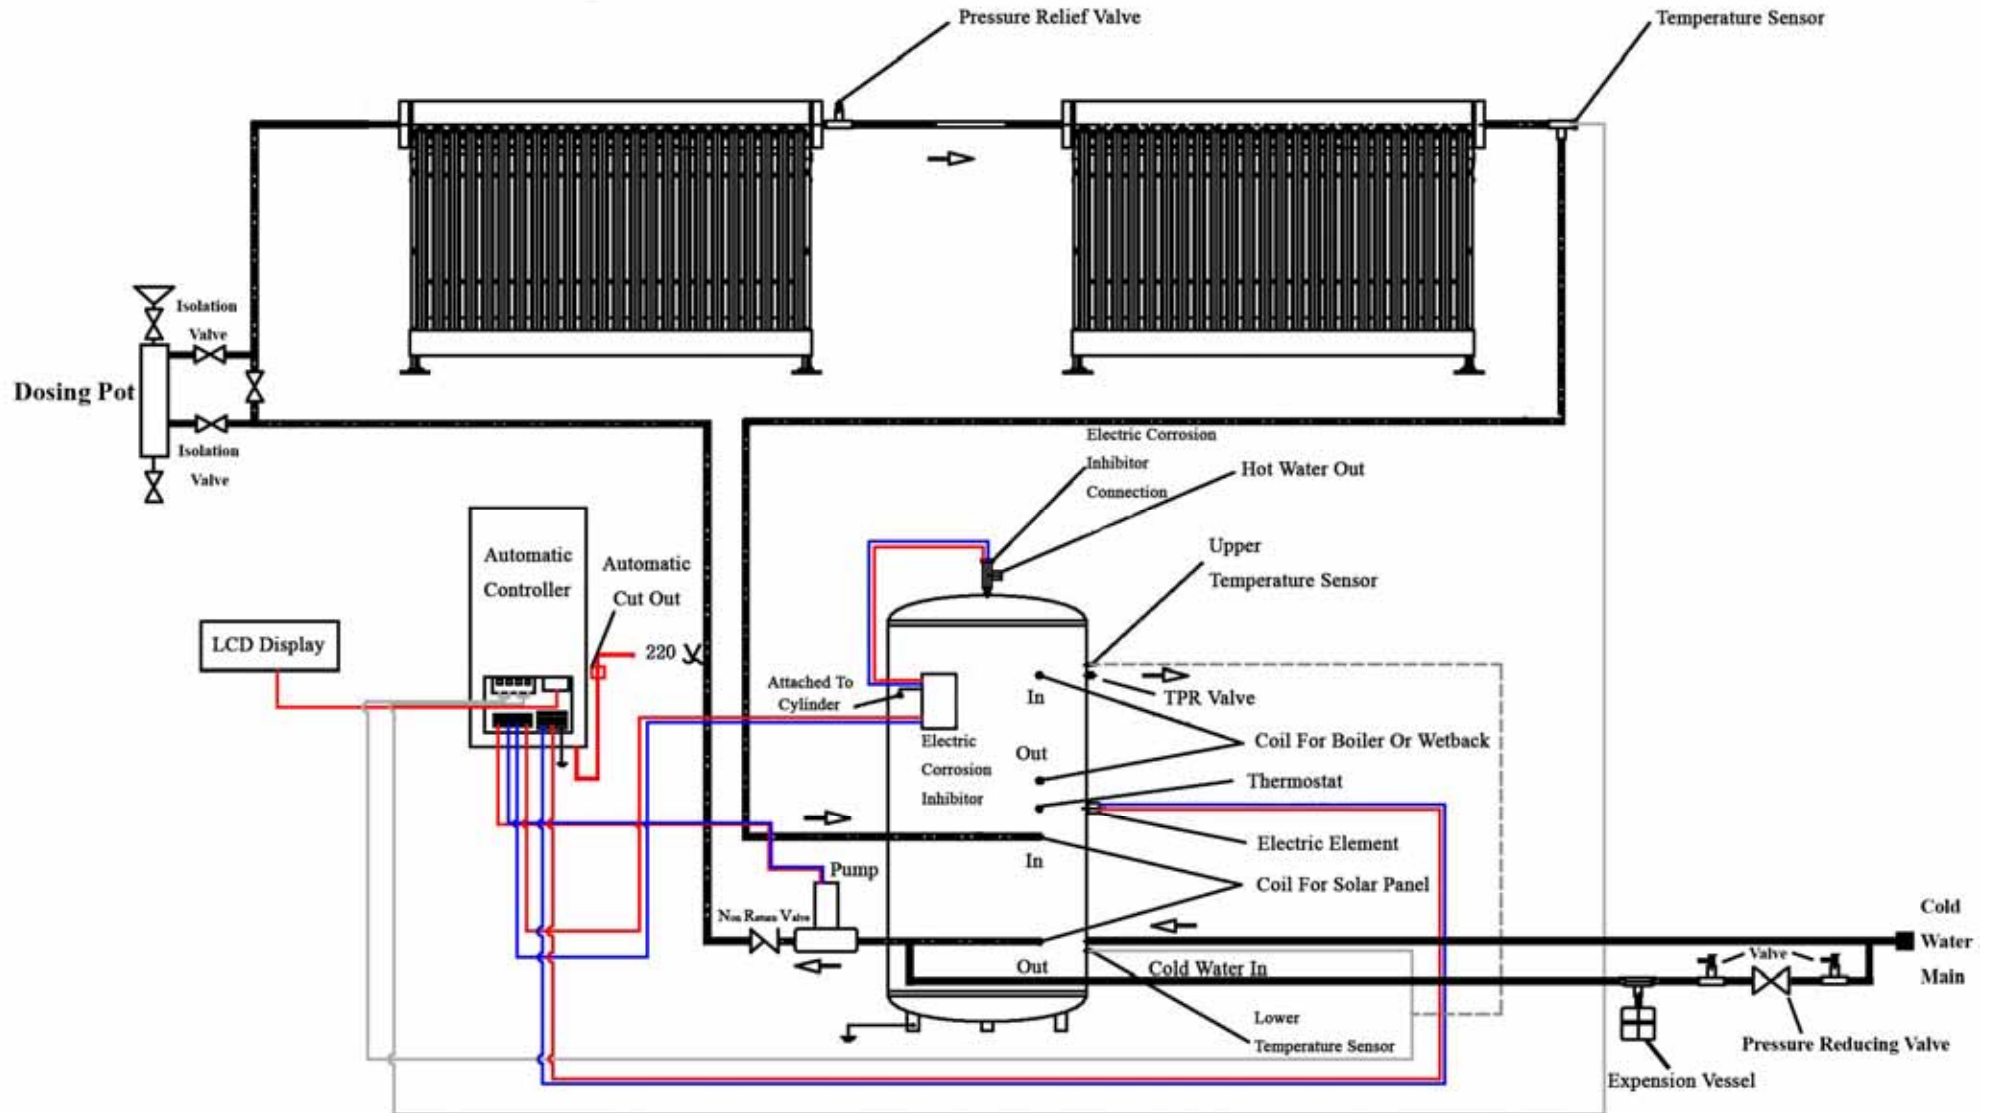 Pressure Relief Valve
Temperature Sensor
Isolation
Valve
Dosing Pot
Isolation
Valve
Electric Corrosion
Inhibitor
Connection
Hot Water Out
Automatic
Controller
Automatic
Cut Out
Upper
Temperature Sensor
LCD Display
220 V
Attached To
Cylinder
In
TPR Valve
Electric
Corrosion
Inhibitor
Out
Coil For Boiler Or Wetback
Thermostat
Electric Element
In
Pump
Coil For Solar Panel
Non Retun Valve
Out
Cold Water In
Cold
Water
Main
Valve
Lower
Temperature Sensor
Pressure Reducing Valve
Expension Vessel